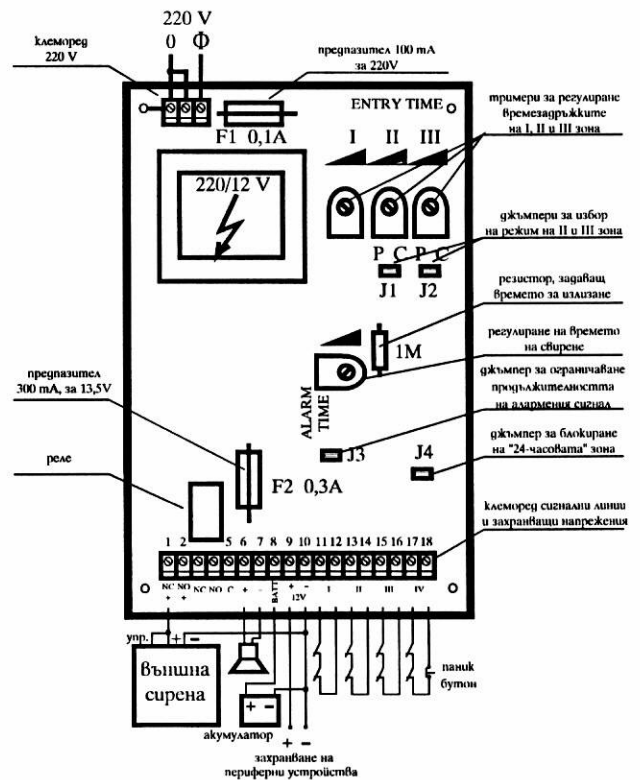 220 V
0 Ф
клеморед
220 V
предпазител 100 mA
за 220V
ENTRY TIME
F1 0,1A
I II III
тримери за регулиране
времезадръжките
на I, II и III зона
220/12 V
P C P C
J1 J2
джъмпери за избор
на режим на II и III зона
резистор, задаващ
времето за излизане
1M
регулиране на времето
на свирене
ALARM
TIME
джъмпер за ограничаване
продължителността
на алармения сигнал
предпазител
300 mA, за 13,5V
J3
J4
джъмпер за блокиране
на "24-часовата" зона
реле
F2 0,3A
клеморед сигнални линии
и захранващи напрежения
1 2 5 6 7 8 9 10 11 12 13 14 15 16 17 18
NC NO NC NO C + - BATT + - I II III IV
+ + 12V
упр. + -
външна
сирена
+ -
акумулатор
паник
бутон
+ -
захранване на
периферни устройства